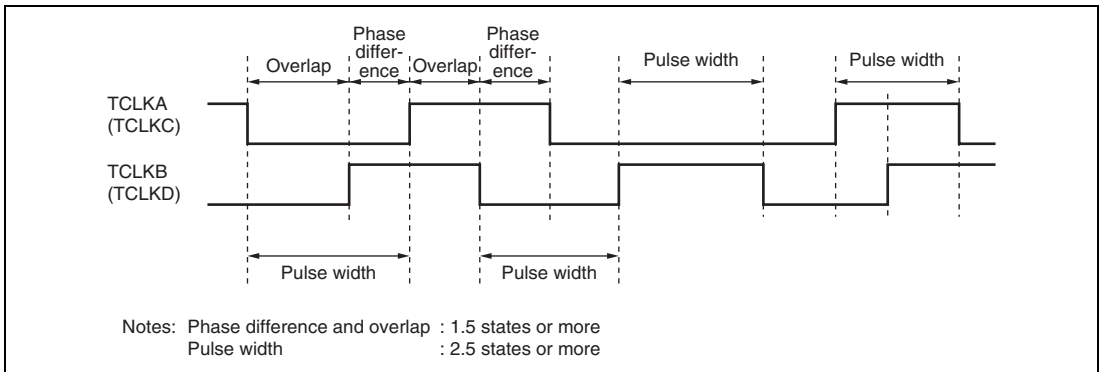 Overlap
Phase
differ-
ence
Overlap
Phase
differ-
ence
Pulse width
Pulse width
TCLKA
(TCLKC)
TCLKB
(TCLKD)
Pulse width
Pulse width
Notes: Phase difference and overlap : 1.5 states or more
Pulse width : 2.5 states or more